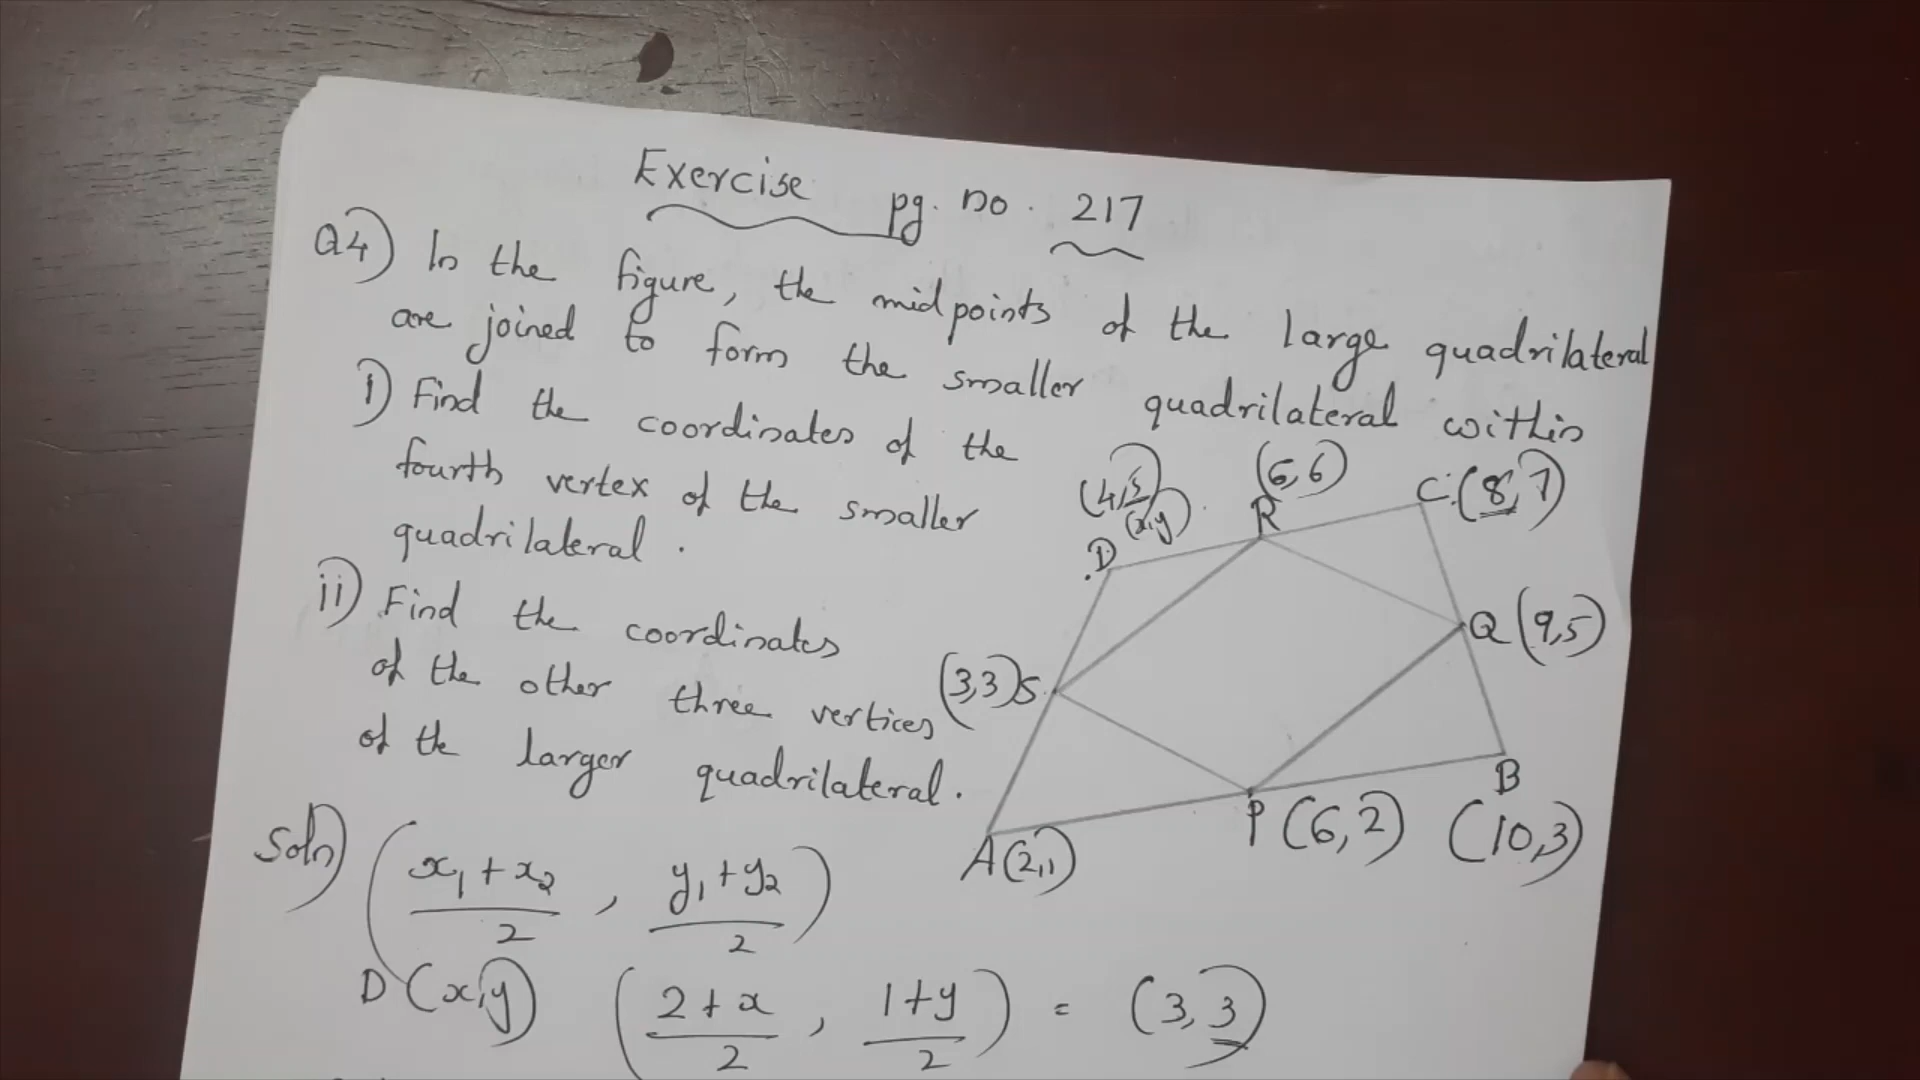 Exercise pg. no. 217
Q4) In the figure, the midpoints of the large quadrilateral
are joined to form the smaller quadrilateral within
i) Find the coordinates of the
fourth vertex of the smaller
quadrilateral.
ii) Find the coordinates
of the other three vertices
of the larger quadrilateral.
(4,5)
(x,y)
D
(6,6)
R
C (8,7)
Q (9,5)
(3,3) S
B
(10,3)
P (6,2)
A (2,1)
Soln) (x₁+x₂/2, y₁+y₂/2)
D (x,y) (2+x/2, 1+y/2) = (3,3)